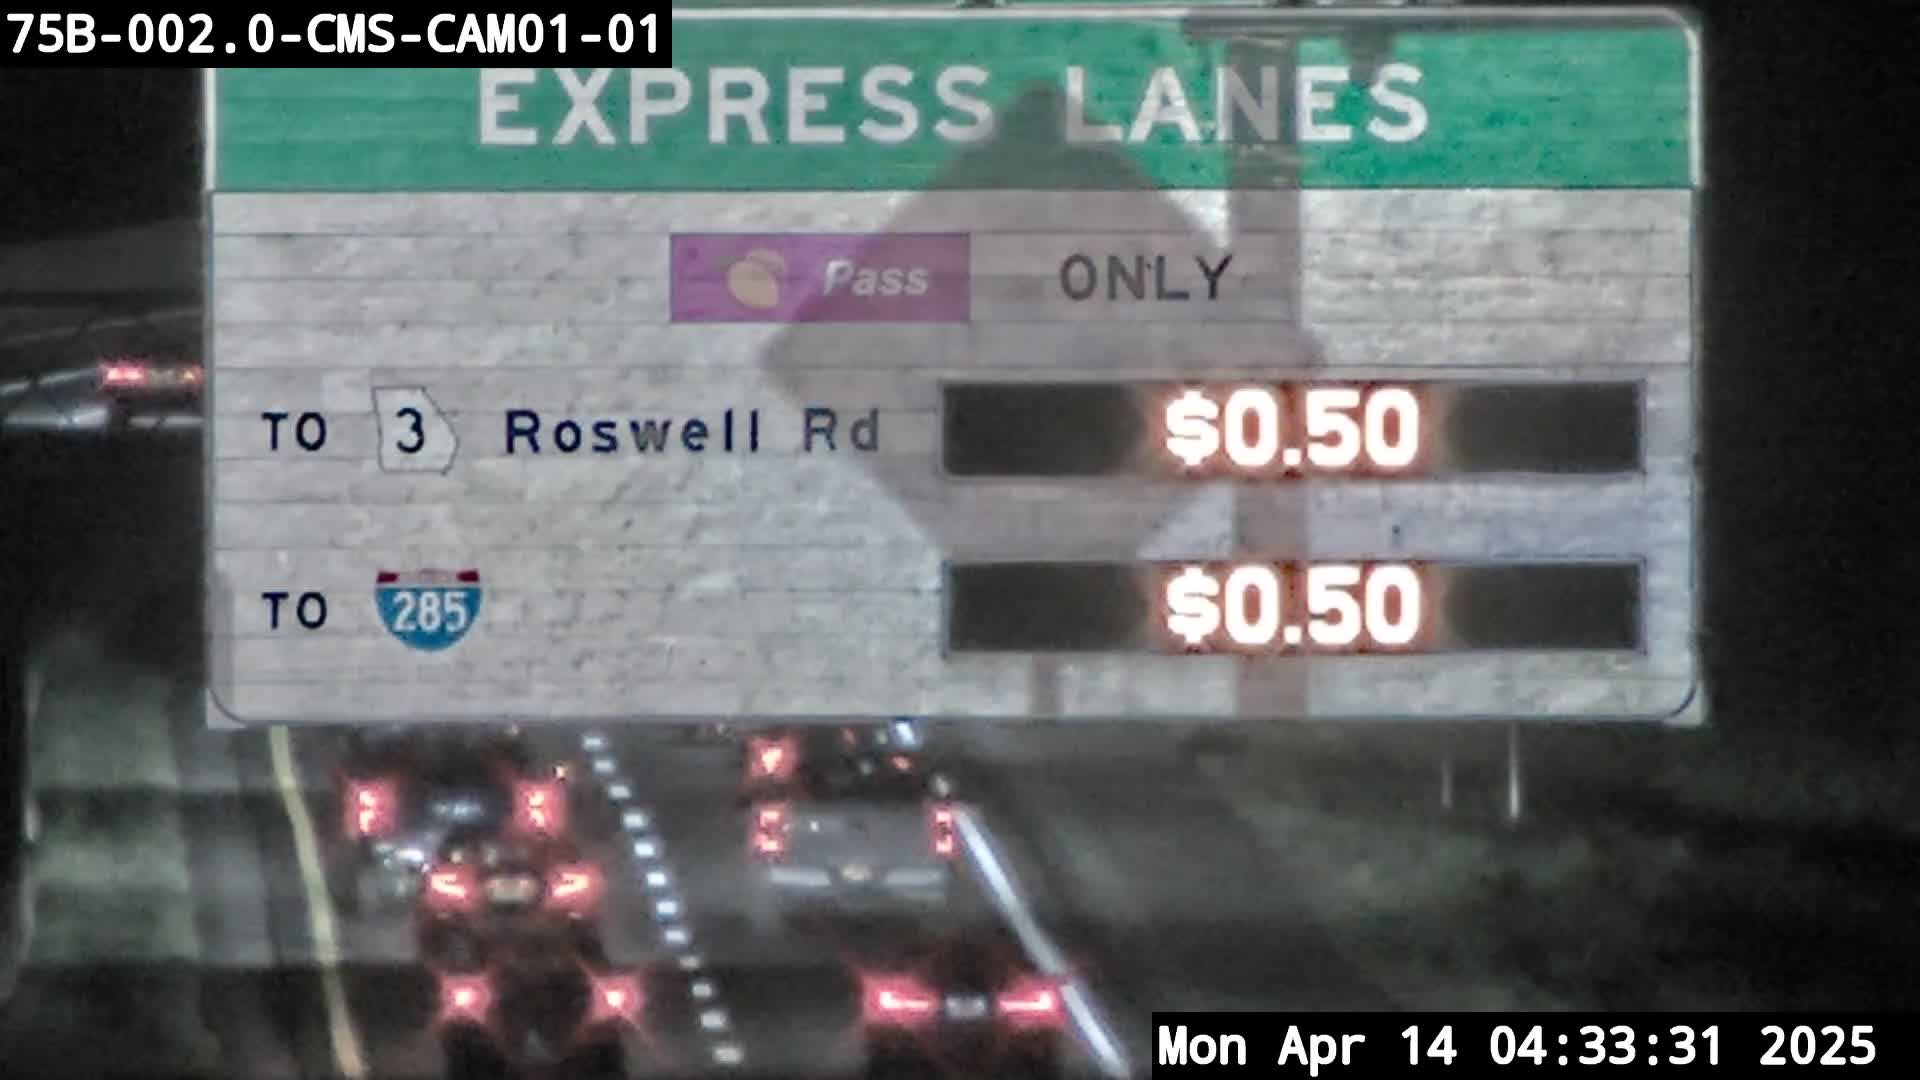 75B-002.0-CMS-CAM01-01
EXPRESS LANES
Pass ONLY
TO 3 Roswell Rd $0.50
TO 285 $0.50
Mon Apr 14 04:33:31 2025